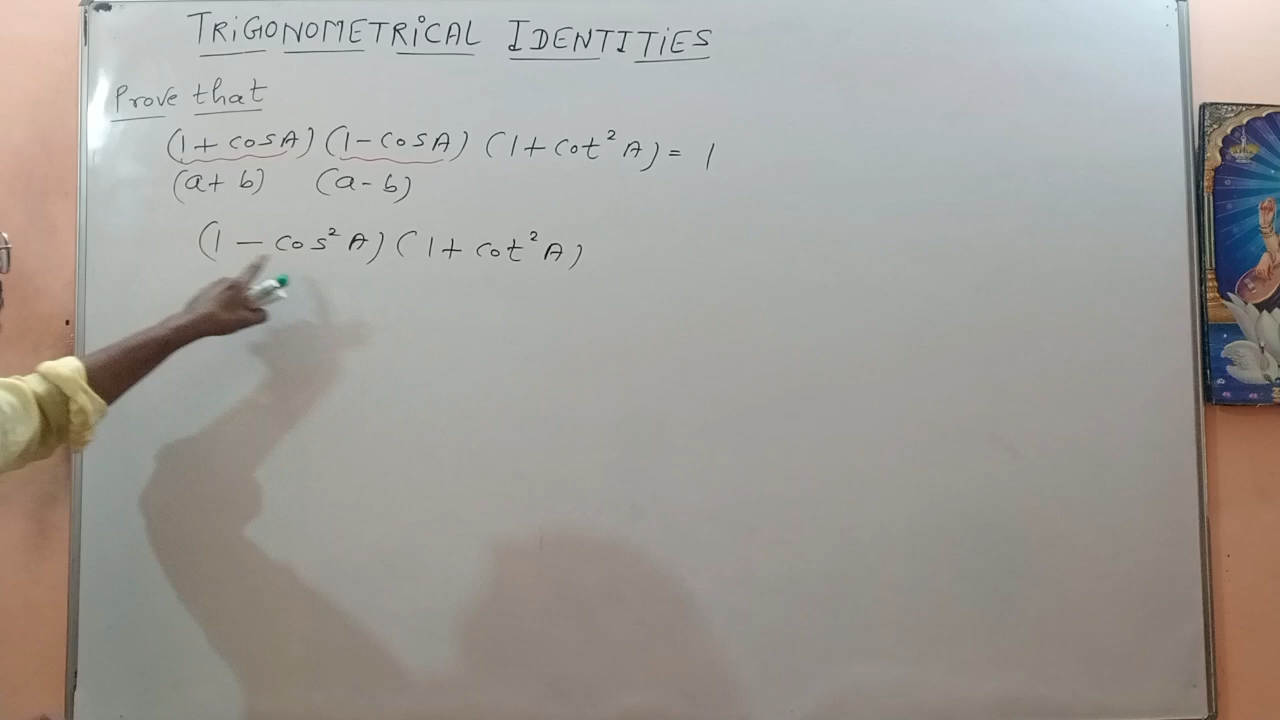 TRIGONOMETRICAL IDENTITIES
Prove that
(1 + cosA) (1 - cosA) (1 + cot²A) = 1
(a + b) (a - b)
(1 - cos²A) (1 + cot²A)